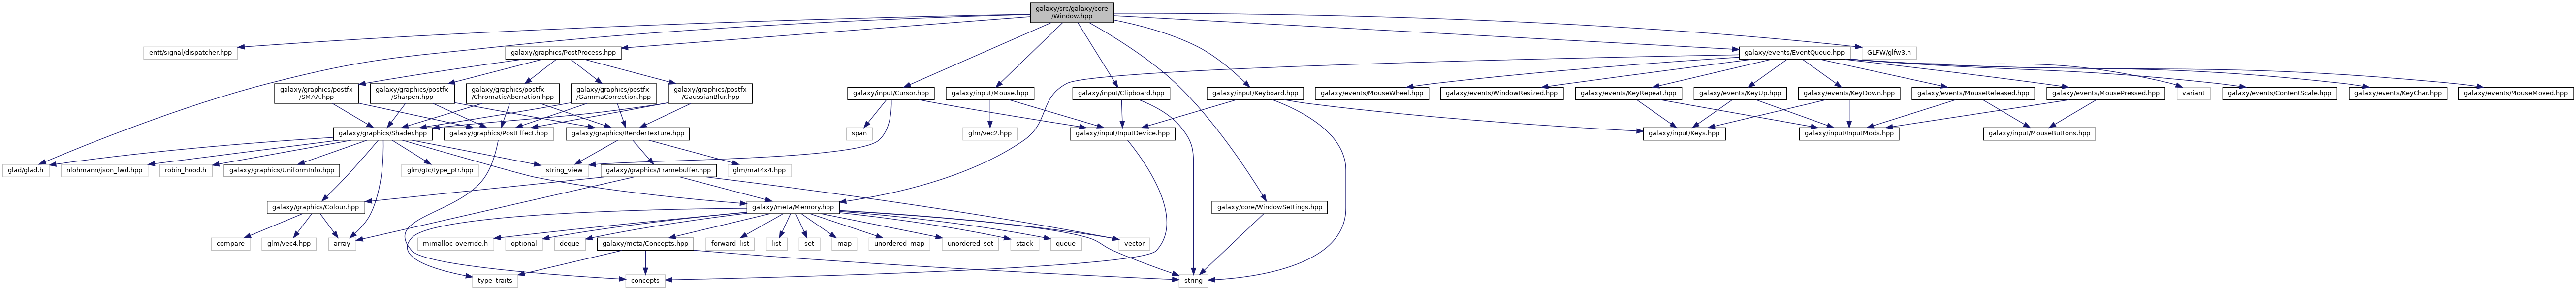 galaxy/src/galaxy/core
/Window.hpp
entt/signal/dispatcher.hpp
galaxy/graphics/PostProcess.hpp
galaxy/events/EventQueue.hpp
GLFW/glfw3.h
galaxy/graphics/postfx
/SMAA.hpp
galaxy/graphics/postfx
/Sharpen.hpp
galaxy/graphics/postfx
/ChromaticAberration.hpp
galaxy/graphics/postfx
/GammaCorrection.hpp
galaxy/graphics/postfx
/GaussianBlur.hpp
galaxy/input/Cursor.hpp
galaxy/input/Mouse.hpp
galaxy/input/Clipboard.hpp
galaxy/input/Keyboard.hpp
galaxy/events/MouseWheel.hpp
galaxy/events/WindowResized.hpp
galaxy/events/KeyRepeat.hpp
galaxy/events/KeyUp.hpp
galaxy/events/KeyDown.hpp
galaxy/events/MouseReleased.hpp
galaxy/events/MousePressed.hpp
variant
galaxy/events/ContentScale.hpp
galaxy/events/KeyChar.hpp
galaxy/events/MouseMoved.hpp
galaxy/graphics/Shader.hpp
galaxy/graphics/PostEffect.hpp
galaxy/graphics/RenderTexture.hpp
span
glm/vec2.hpp
galaxy/input/InputDevice.hpp
galaxy/input/Keys.hpp
galaxy/input/InputMods.hpp
galaxy/input/MouseButtons.hpp
glad/glad.h
nlohmann/json_fwd.hpp
robin_hood.h
galaxy/graphics/UniformInfo.hpp
glm/gtc/type_ptr.hpp
string_view
galaxy/graphics/Framebuffer.hpp
glm/mat4x4.hpp
galaxy/graphics/Colour.hpp
galaxy/meta/Memory.hpp
galaxy/core/WindowSettings.hpp
compare
glm/vec4.hpp
array
mimalloc-override.h
optional
deque
galaxy/meta/Concepts.hpp
forward_list
list
set
map
unordered_map
unordered_set
stack
queue
vector
type_traits
concepts
string